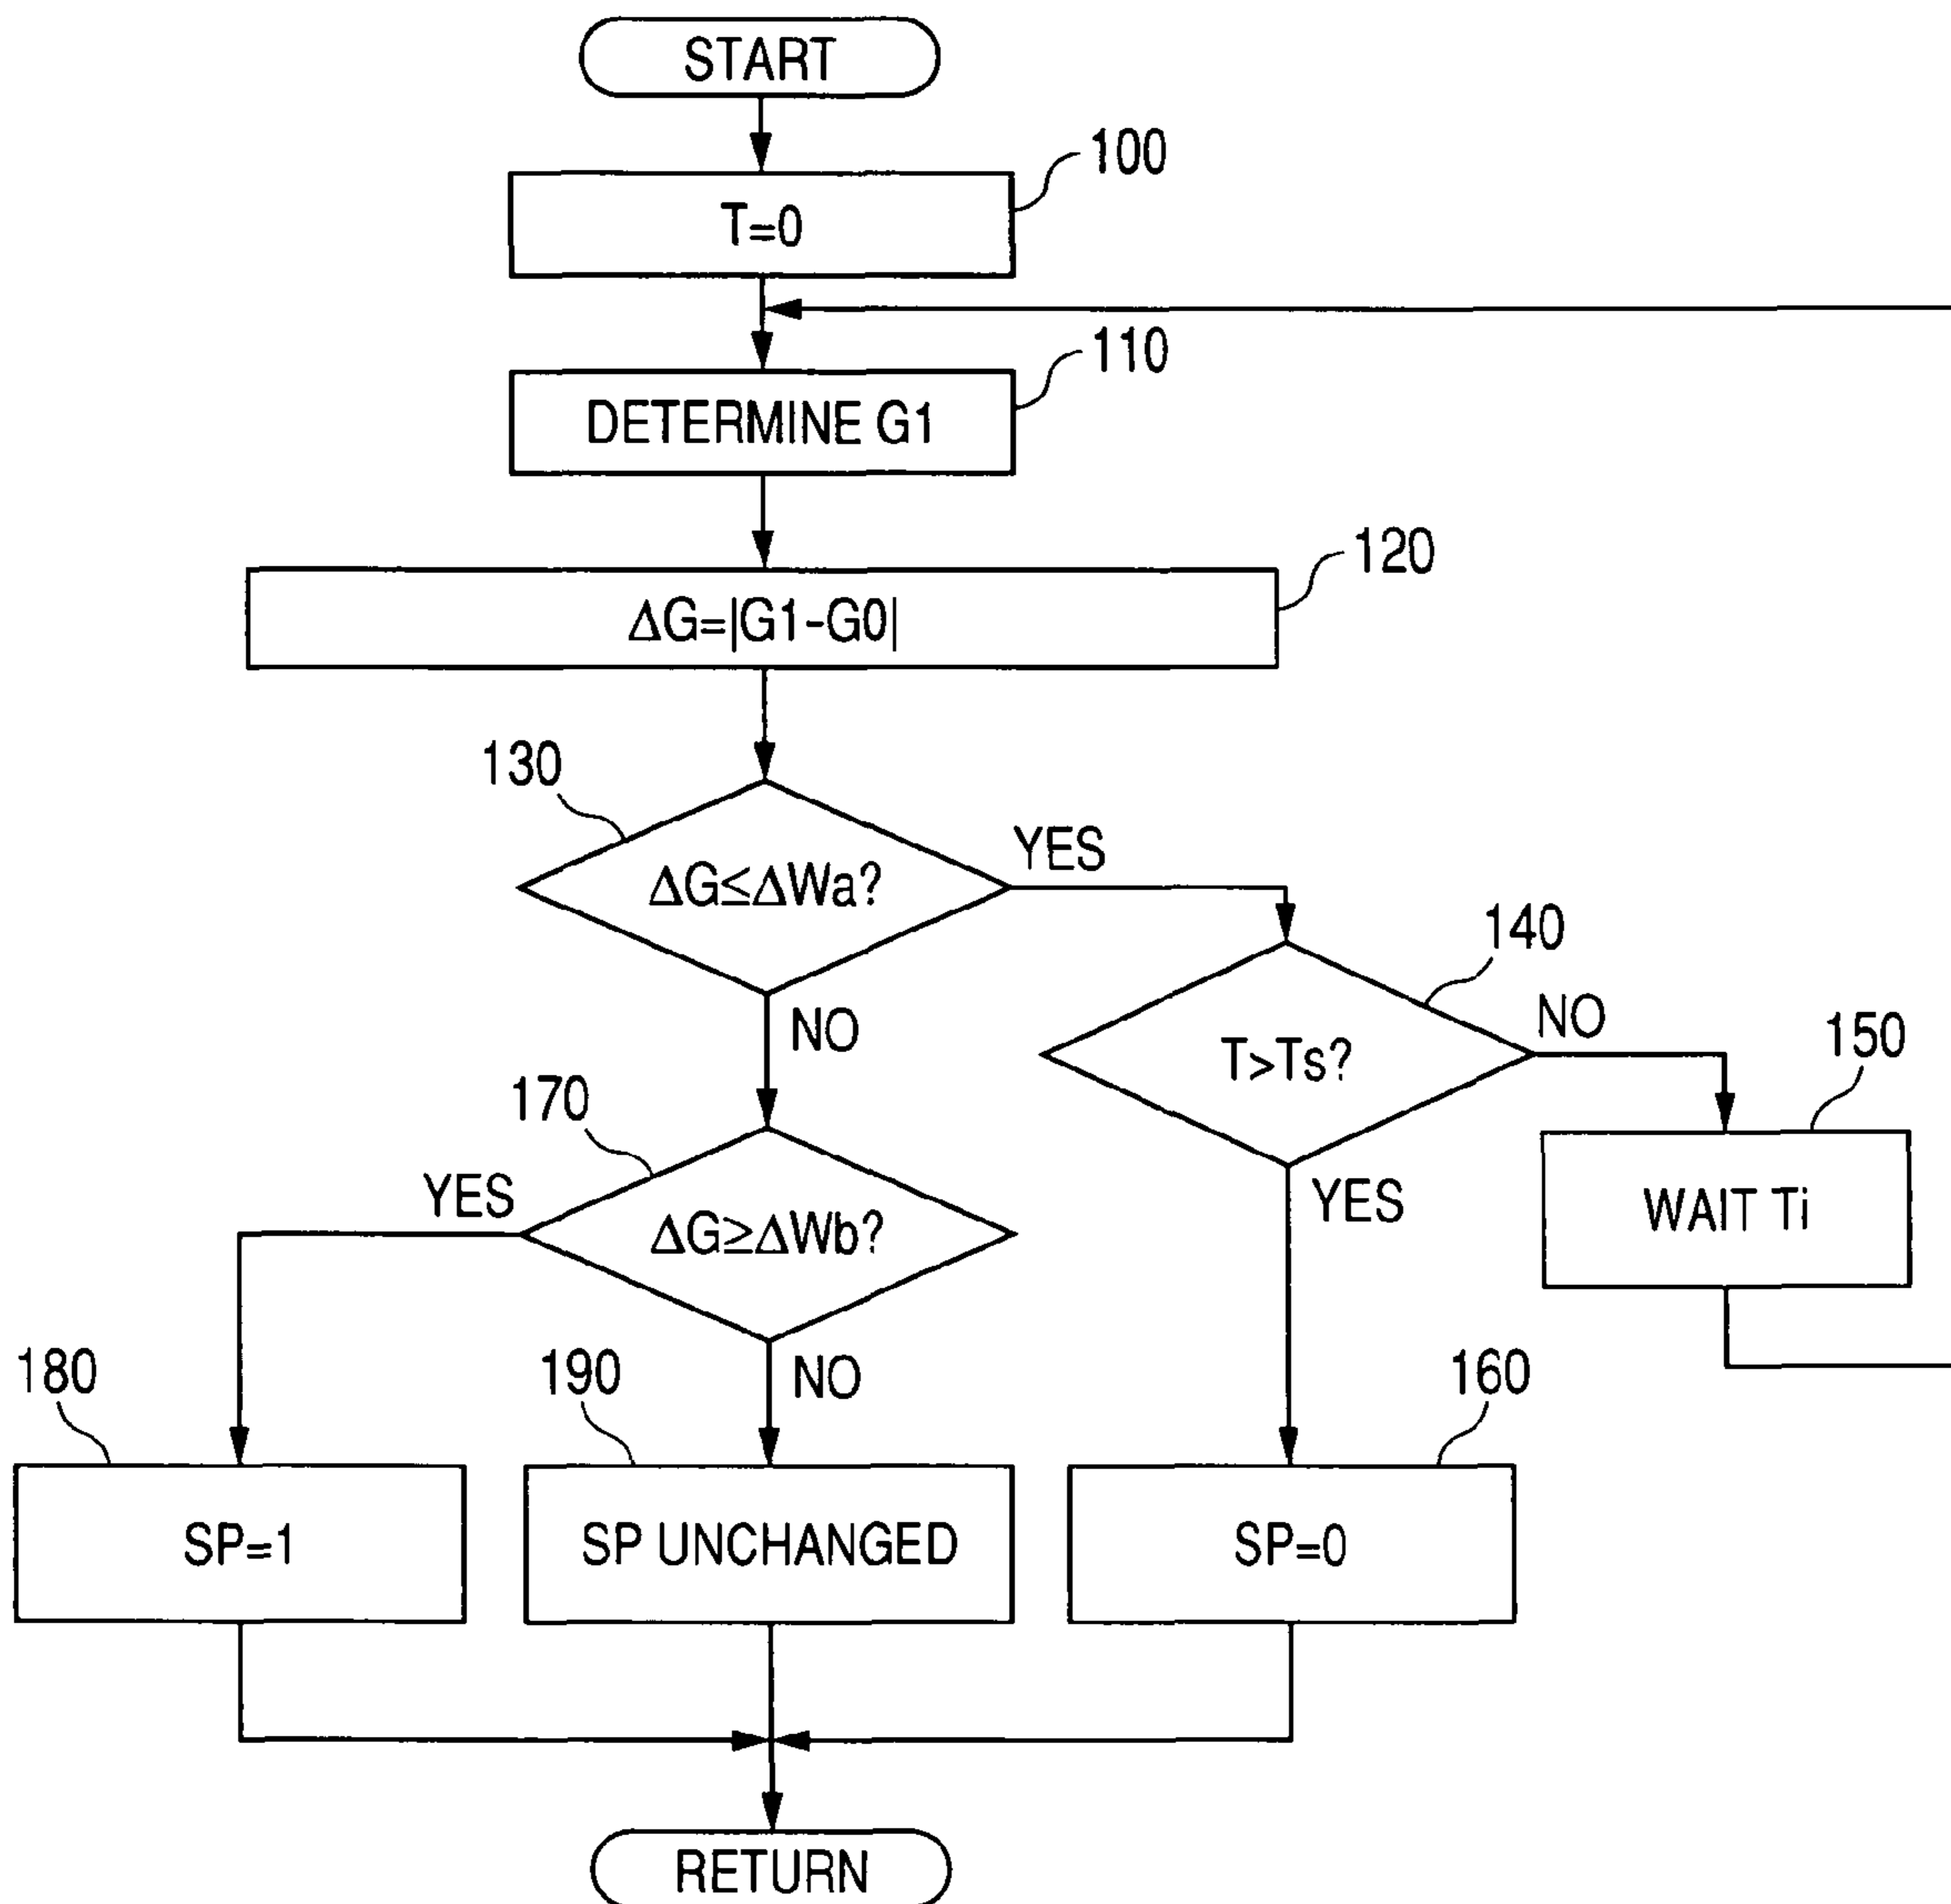 START
100
T=0
110
DETERMINE G1
120
ΔG=|G1-G0|
130
ΔG≤ΔWa?
YES
NO
140
T>Ts?
NO
YES
150
WAIT Ti
170
ΔG≥ΔWb?
YES
NO
180
SP=1
190
SP UNCHANGED
160
SP=0
RETURN